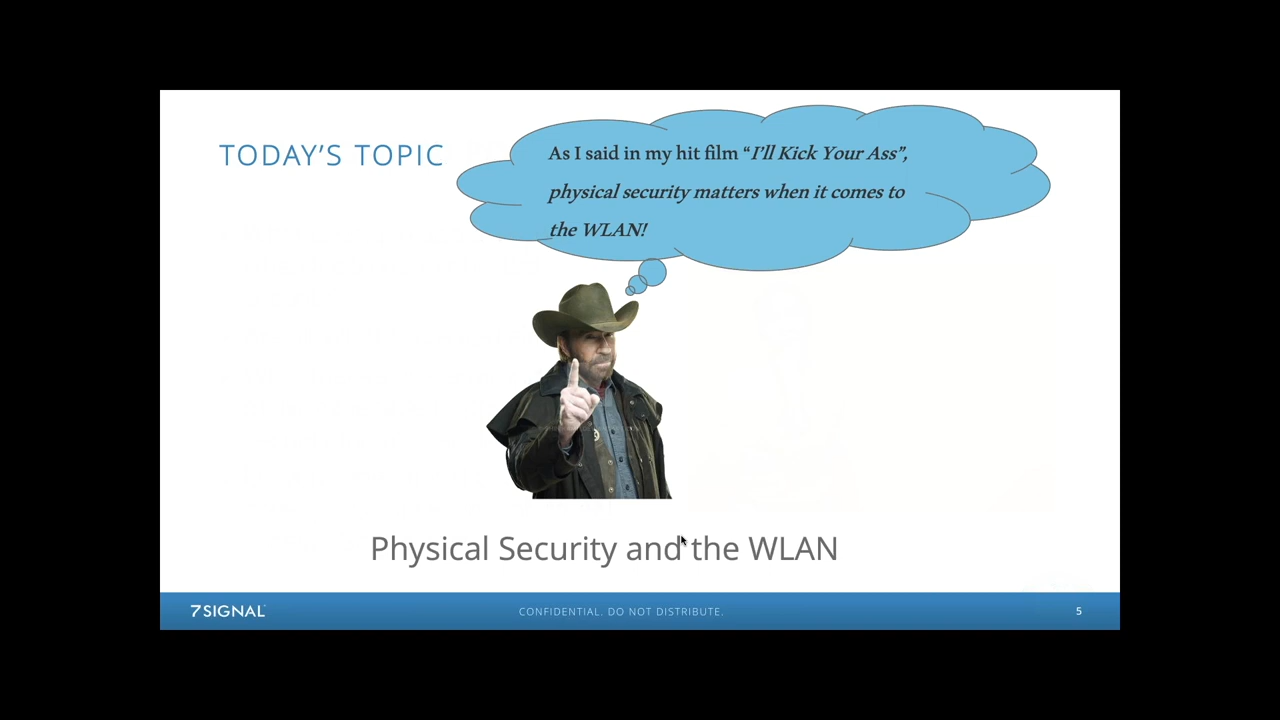 TODAY'S TOPIC
As I said in my hit film “I’ll Kick Your Ass”,
physical security matters when it comes to
the WLAN!
Physical Security and the WLAN
7SIGNAL
CONFIDENTIAL. DO NOT DISTRIBUTE.
5